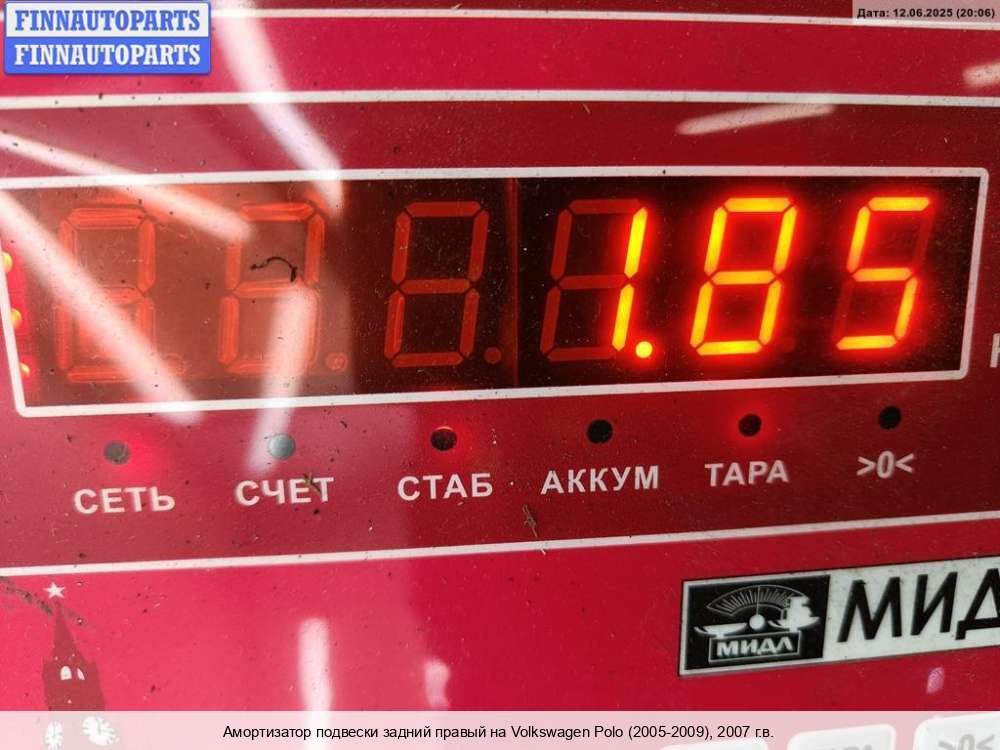 FINNAUTOPARTS
FINNAUTOPARTS
Дата: 12.06.2025 (20:06)
1.85
СЕТЬ СЧЕТ СТАБ АККУМ ТАРА >0<
МИДЛ
Амортизатор подвески задний правый на Volkswagen Polo (2005-2009), 2007 г.в.